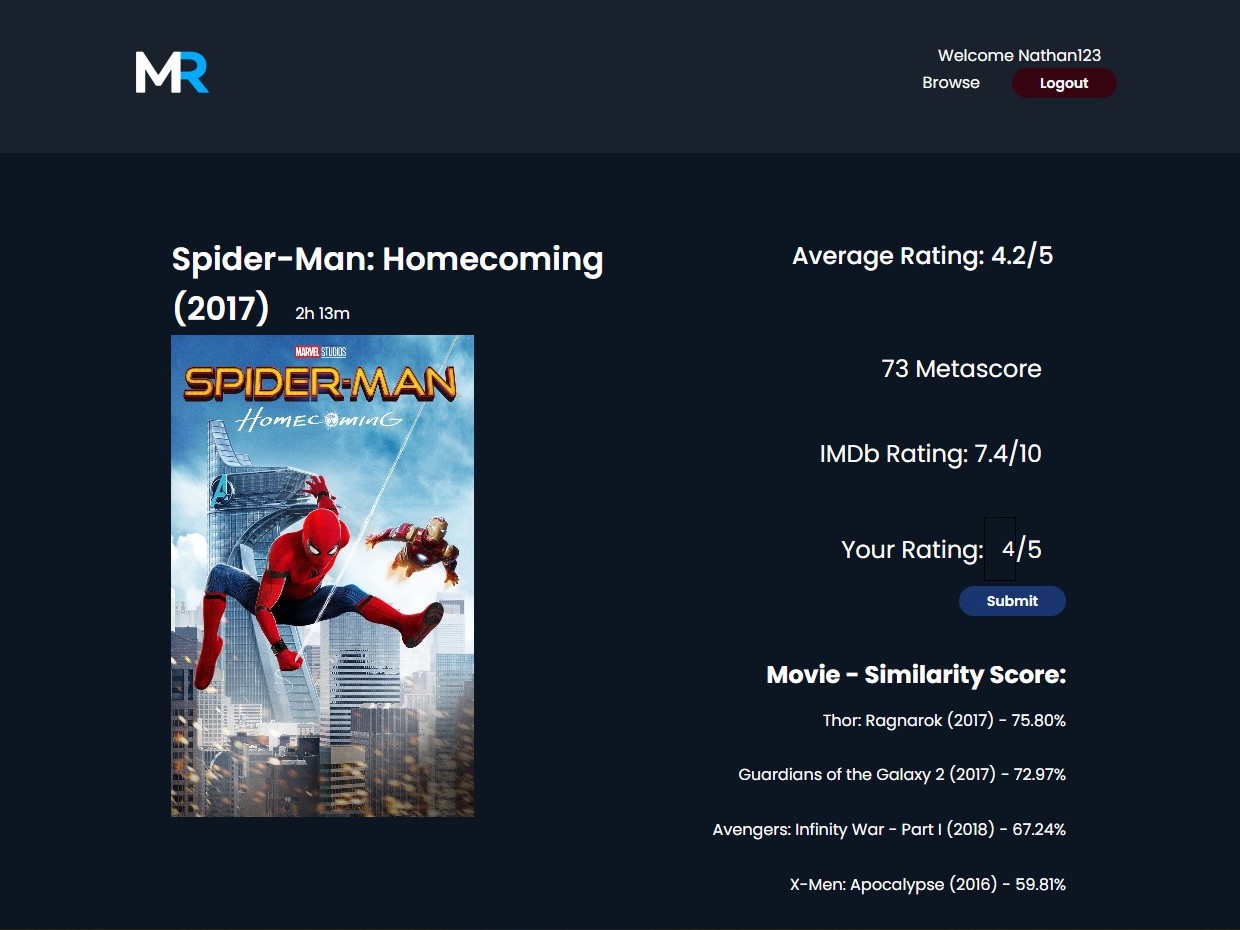 MR
Welcome Nathan123
Browse
Logout
Spider-Man: Homecoming
(2017) 2h 13m
MARVEL STUDIOS
SPIDER-MAN
HOMECOMING
A
Average Rating: 4.2/5
73 Metascore
IMDb Rating: 7.4/10
Your Rating: 4/5
Submit
Movie - Similarity Score:
Thor: Ragnarok (2017) - 75.80%
Guardians of the Galaxy 2 (2017) - 72.97%
Avengers: Infinity War - Part I (2018) - 67.24%
X-Men: Apocalypse (2016) - 59.81%